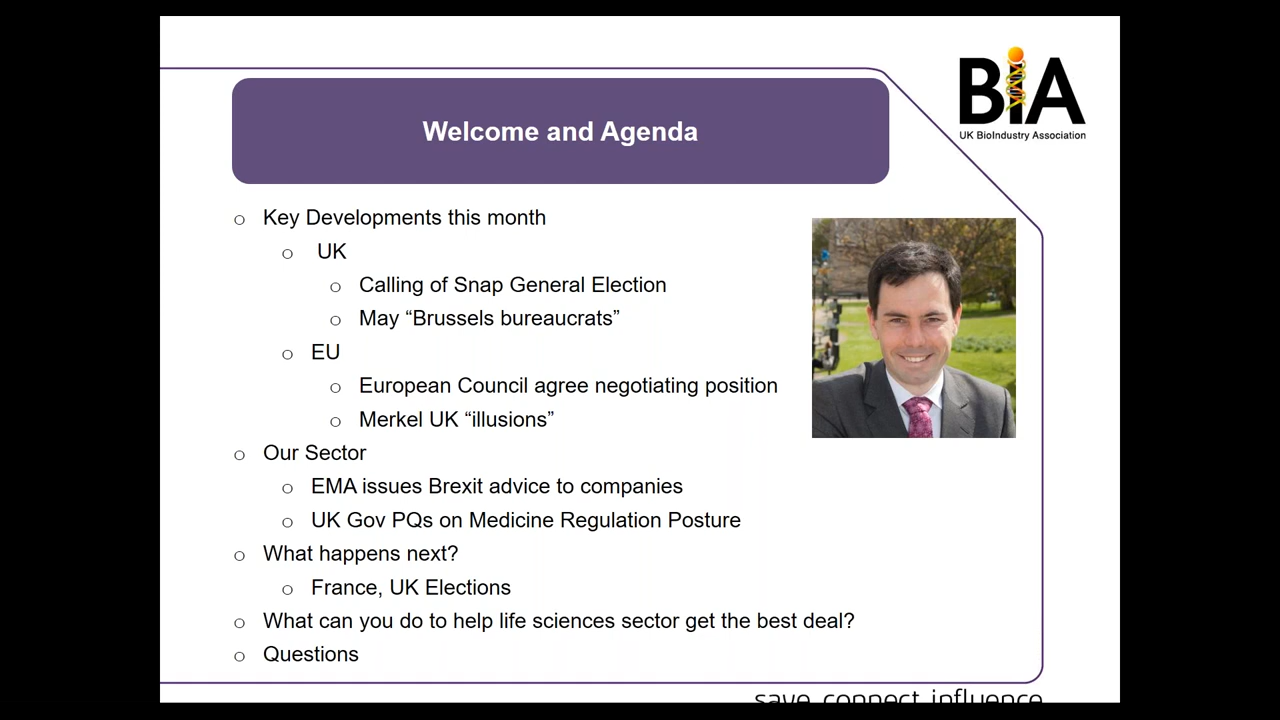 BIA
UK BioIndustry Association
Welcome and Agenda
o Key Developments this month
o UK
o Calling of Snap General Election
o May “Brussels bureaucrats”
o EU
o European Council agree negotiating position
o Merkel UK “illusions”
o Our Sector
o EMA issues Brexit advice to companies
o UK Gov PQs on Medicine Regulation Posture
o What happens next?
o France, UK Elections
o What can you do to help life sciences sector get the best deal?
o Questions
save connect influence